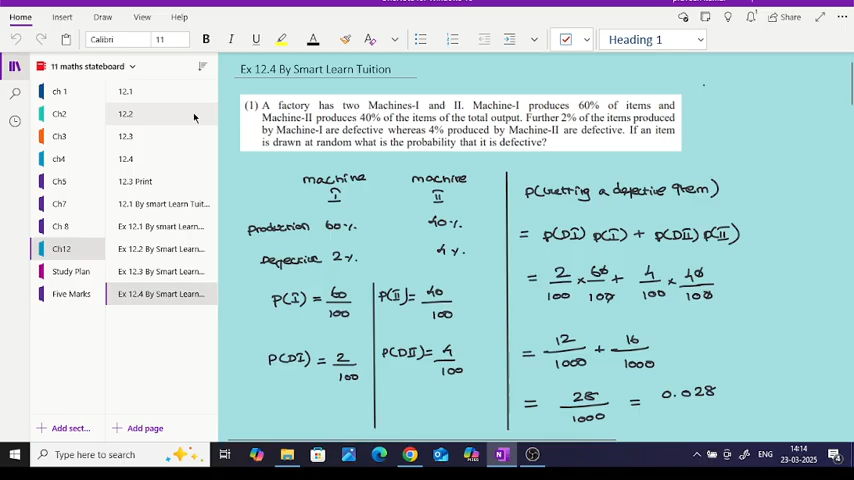 Home Insert Draw View Help Share
Calibri 11 B I U A Heading 1
11 maths stateboard
ch 1
Ch2
Ch3
ch4
Ch5
Ch7
Ch 8
Ch12
Study Plan
Five Marks
Add sect...
12.1
12.2
12.3
12.4
12.3 Print
12.1 By smart Learn Tuit...
Ex 12.1 By smart Learn...
Ex 12.2 By Smart Learn...
Ex 12.3 By Smart Learn...
Ex 12.4 By Smart Learn...
Add page
Ex 12.4 By Smart Learn Tuition
(1) A factory has two Machines-I and II. Machine-I produces 60% of items and
Machine-II produces 40% of the items of the total output. Further 2% of the items produced
by Machine-I are defective whereas 4% produced by Machine-II are defective. If an item
is drawn at random what is the probability that it is defective?
machine I machine II
production 60% 40%
Defective 2% 4%
P(I) = 60/100 P(II) = 40/100
P(DI) = 2/100 P(DII) = 4/100
P(Getting a defective item)
= P(DI) P(I) + P(DII) P(II)
= 2/100 × 60/100 + 4/100 × 40/100
= 12/1000 + 16/1000
= 28/1000 = 0.028
Type here to search
ENG
14:14
23-03-2025
4